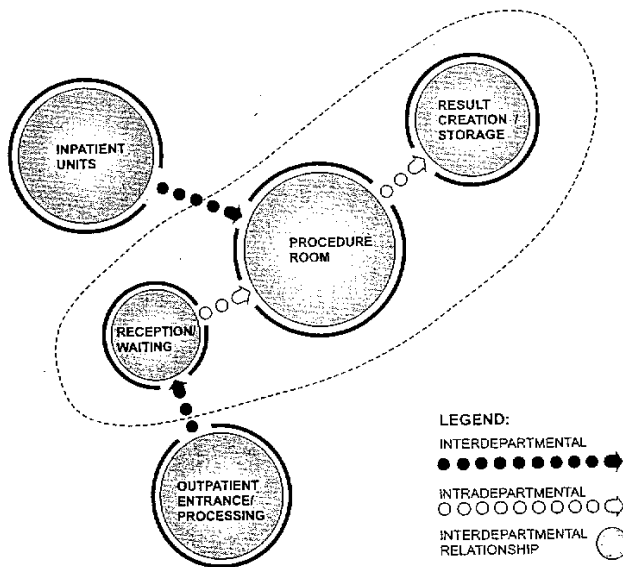 RESULT
CREATION /
STORAGE
INPATIENT
UNITS
PROCEDURE
ROOM
RECEPTION/
WAITING
OUTPATIENT
ENTRANCE/
PROCESSING
LEGEND:
INTERDEPARTMENTAL
INTRADEPARTMENTAL
INTERDEPARTMENTAL
RELATIONSHIP